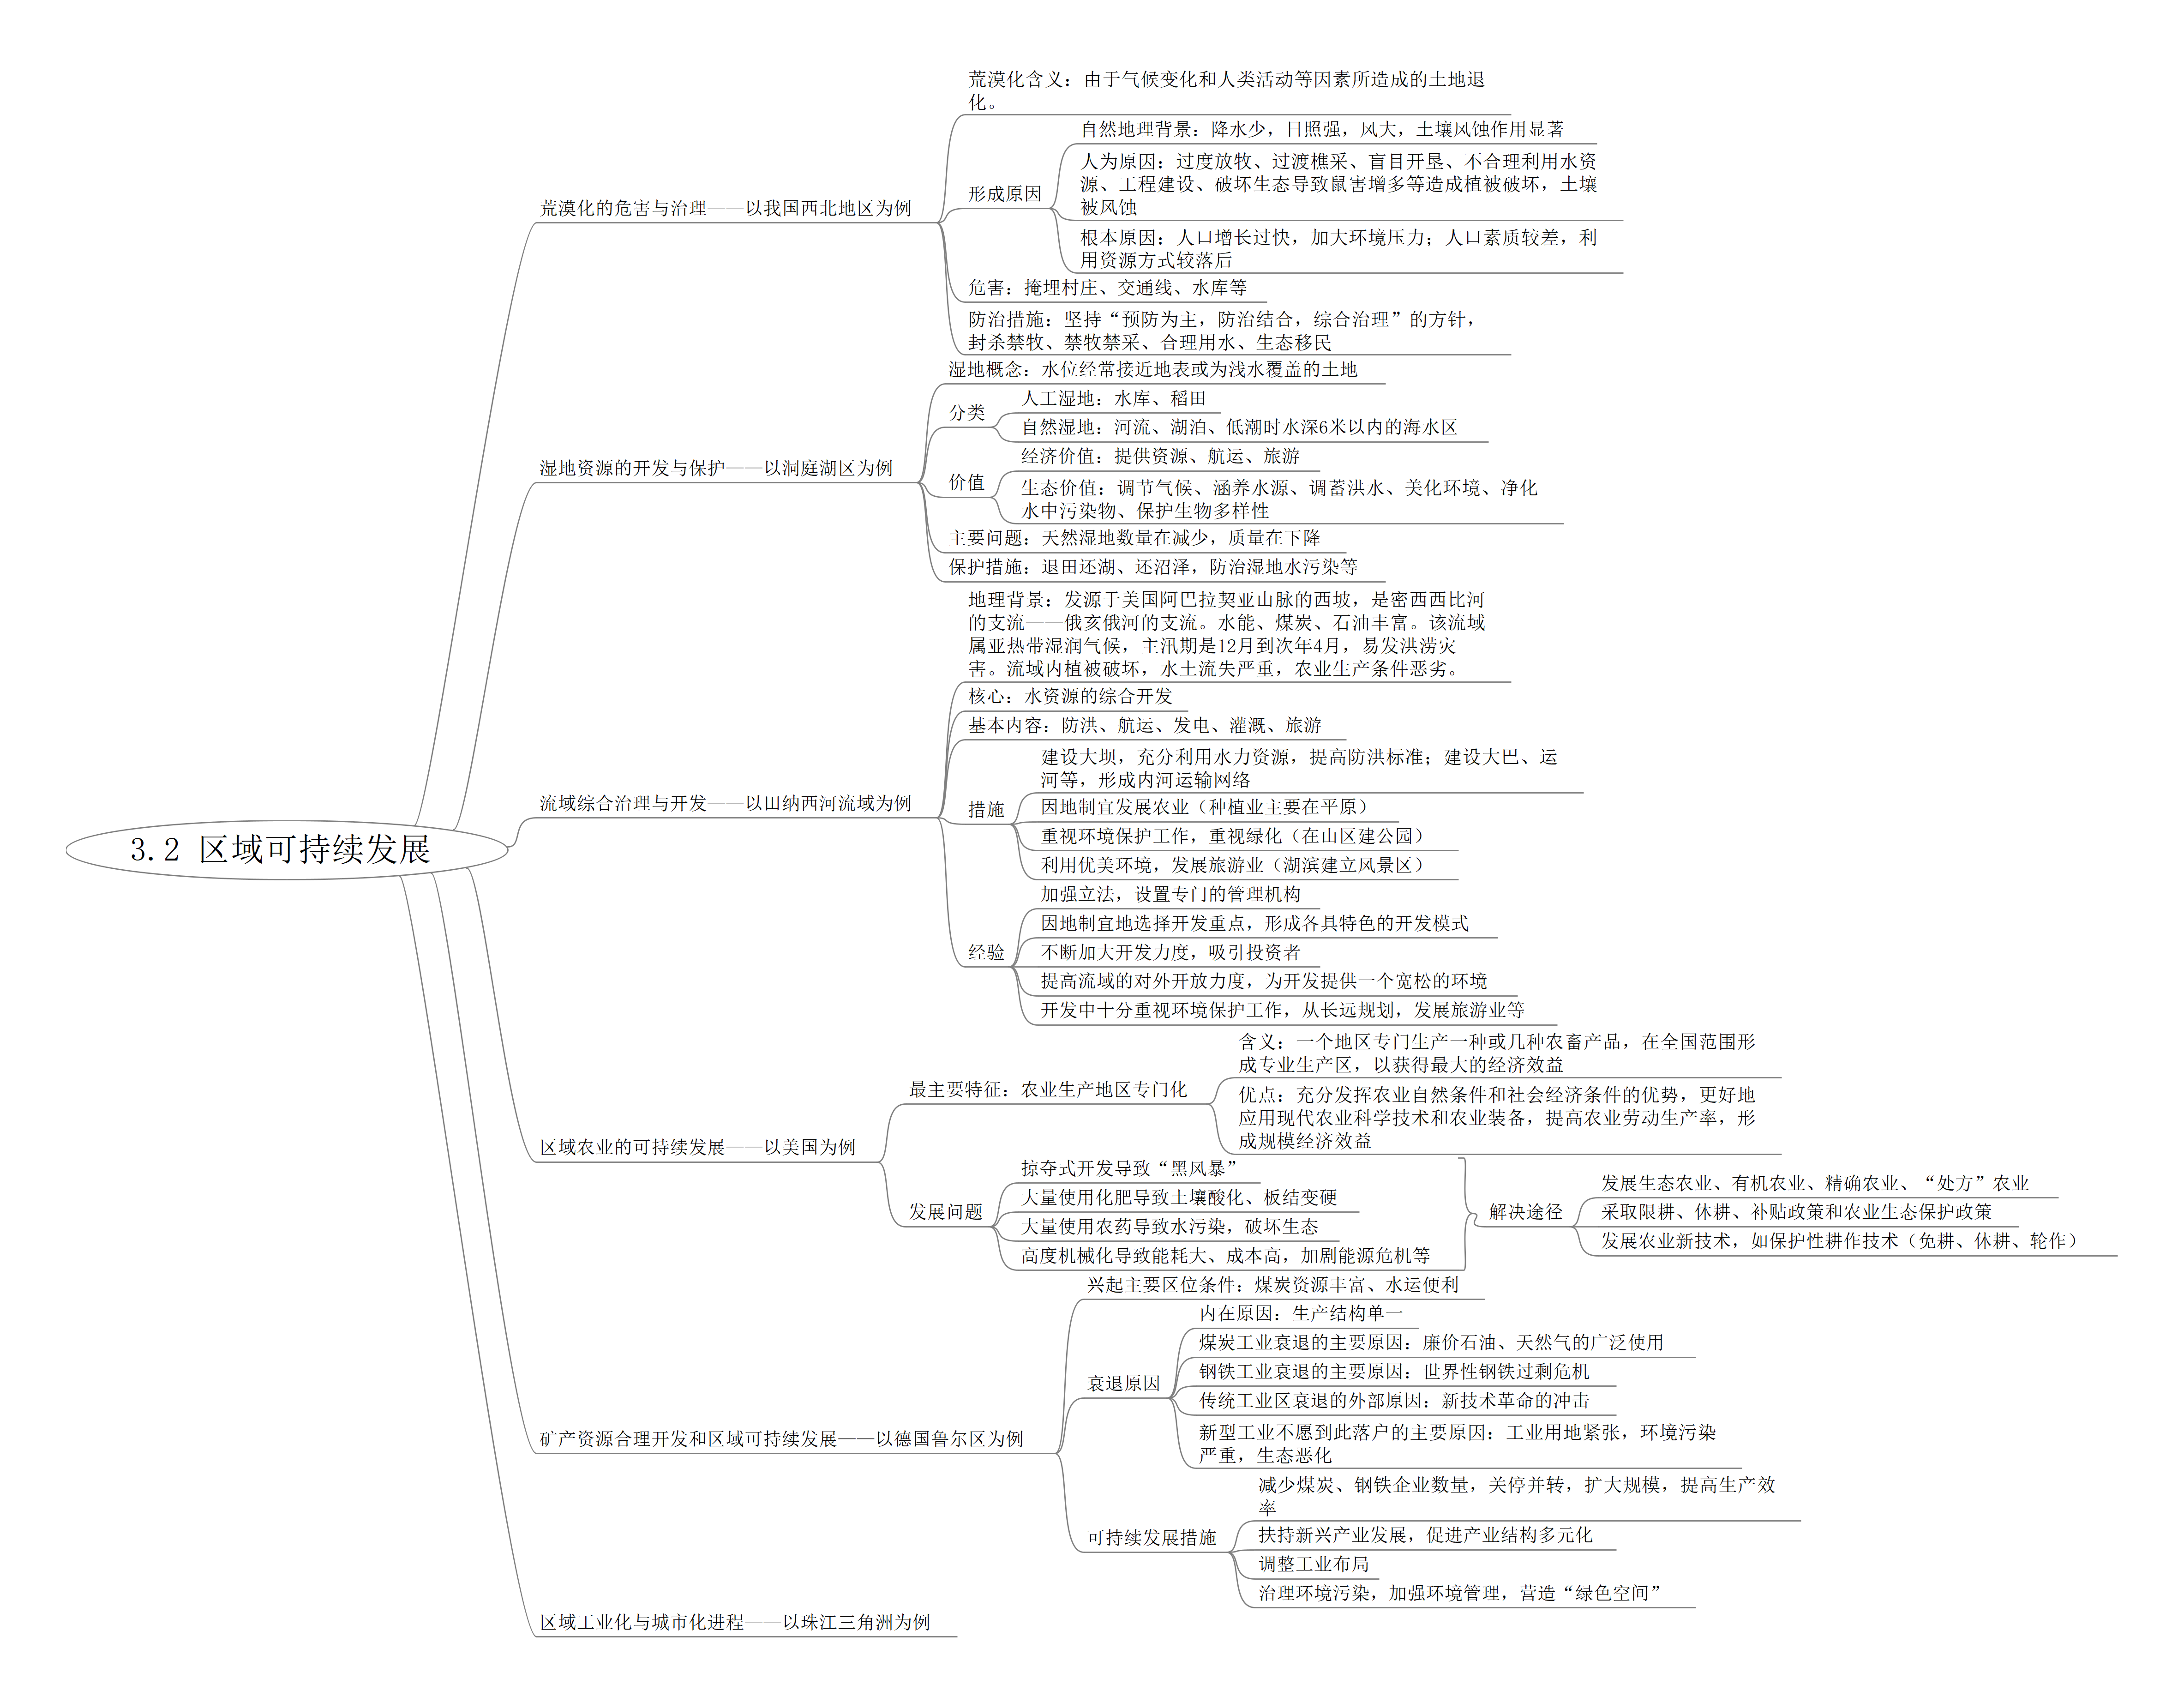 3.2 区域可持续发展
荒漠化的危害与治理——以我国西北地区为例
荒漠化含义：由于气候变化和人类活动等因素所造成的土地退
化。
形成原因
自然地理背景：降水少，日照强，风大，土壤风蚀作用显著
人为原因：过度放牧、过渡樵采、盲目开垦、不合理利用水资
源、工程建设、破坏生态导致鼠害增多等造成植被破坏，土壤
被风蚀
根本原因：人口增长过快，加大环境压力；人口素质较差，利
用资源方式较落后
危害：掩埋村庄、交通线、水库等
防治措施：坚持“预防为主，防治结合，综合治理”的方针，
封杀禁牧、禁牧禁采、合理用水、生态移民
湿地资源的开发与保护——以洞庭湖区为例
湿地概念：水位经常接近地表或为浅水覆盖的土地
分类
人工湿地：水库、稻田
自然湿地：河流、湖泊、低潮时水深6米以内的海水区
价值
经济价值：提供资源、航运、旅游
生态价值：调节气候、涵养水源、调蓄洪水、美化环境、净化
水中污染物、保护生物多样性
主要问题：天然湿地数量在减少，质量在下降
保护措施：退田还湖、还沼泽，防治湿地水污染等
流域综合治理与开发——以田纳西河流域为例
地理背景：发源于美国阿巴拉契亚山脉的西坡，是密西西比河
的支流——俄亥俄河的支流。水能、煤炭、石油丰富。该流域
属亚热带湿润气候，主汛期是12月到次年4月，易发洪涝灾
害。流域内植被破坏，水土流失严重，农业生产条件恶劣。
核心：水资源的综合开发
基本内容：防洪、航运、发电、灌溉、旅游
措施
建设大坝，充分利用水力资源，提高防洪标准；建设大巴、运
河等，形成内河运输网络
因地制宜发展农业（种植业主要在平原）
重视环境保护工作，重视绿化（在山区建公园）
利用优美环境，发展旅游业（湖滨建立风景区）
经验
加强立法，设置专门的管理机构
因地制宜地选择开发重点，形成各具特色的开发模式
不断加大开发力度，吸引投资者
提高流域的对外开放力度，为开发提供一个宽松的环境
开发中十分重视环境保护工作，从长远规划，发展旅游业等
区域农业的可持续发展——以美国为例
最主要特征：农业生产地区专门化
含义：一个地区专门生产一种或几种农畜产品，在全国范围形
成专业生产区，以获得最大的经济效益
优点：充分发挥农业自然条件和社会经济条件的优势，更好地
应用现代农业科学技术和农业装备，提高农业劳动生产率，形
成规模经济效益
发展问题
掠夺式开发导致“黑风暴”
大量使用化肥导致土壤酸化、板结变硬
大量使用农药导致水污染，破坏生态
高度机械化导致能耗大、成本高，加剧能源危机等
解决途径
发展生态农业、有机农业、精确农业、“处方”农业
采取限耕、休耕、补贴政策和农业生态保护政策
发展农业新技术，如保护性耕作技术（免耕、休耕、轮作）
矿产资源合理开发和区域可持续发展——以德国鲁尔区为例
兴起主要区位条件：煤炭资源丰富、水运便利
衰退原因
内在原因：生产结构单一
煤炭工业衰退的主要原因：廉价石油、天然气的广泛使用
钢铁工业衰退的主要原因：世界性钢铁过剩危机
传统工业区衰退的外部原因：新技术革命的冲击
新型工业不愿到此落户的主要原因：工业用地紧张，环境污染
严重，生态恶化
可持续发展措施
减少煤炭、钢铁企业数量，关停并转，扩大规模，提高生产效
率
扶持新兴产业发展，促进产业结构多元化
调整工业布局
治理环境污染，加强环境管理，营造“绿色空间”
区域工业化与城市化进程——以珠江三角洲为例